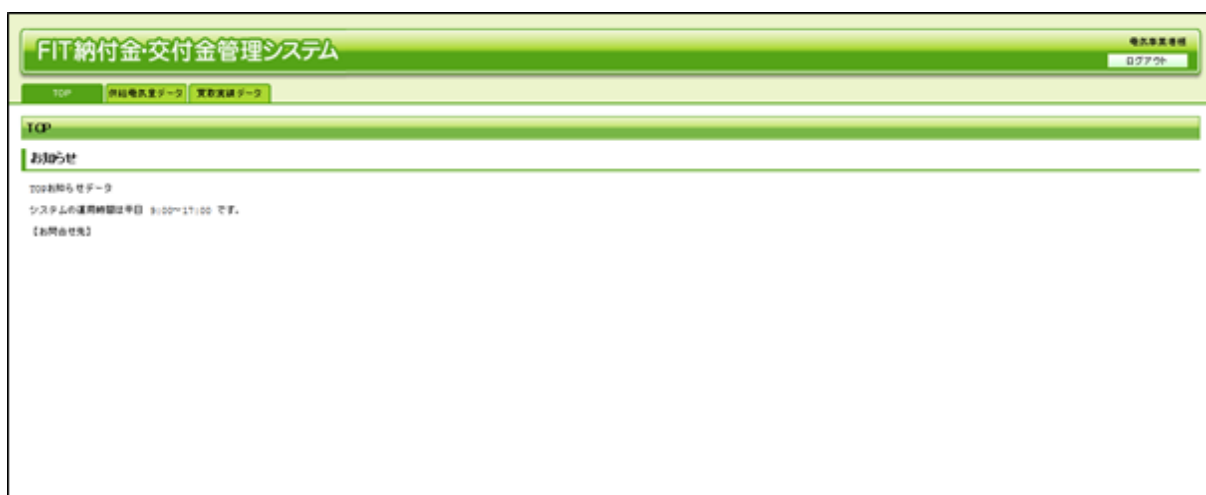 FIT納付金・交付金管理システム
電気事業者様
ログアウト
TOP 供給電気量データ 買取実績データ
TOP
お知らせ
TOPお知らせデータ
システムの運用時間は平日 9:00~17:00 です。
【お問合せ先】